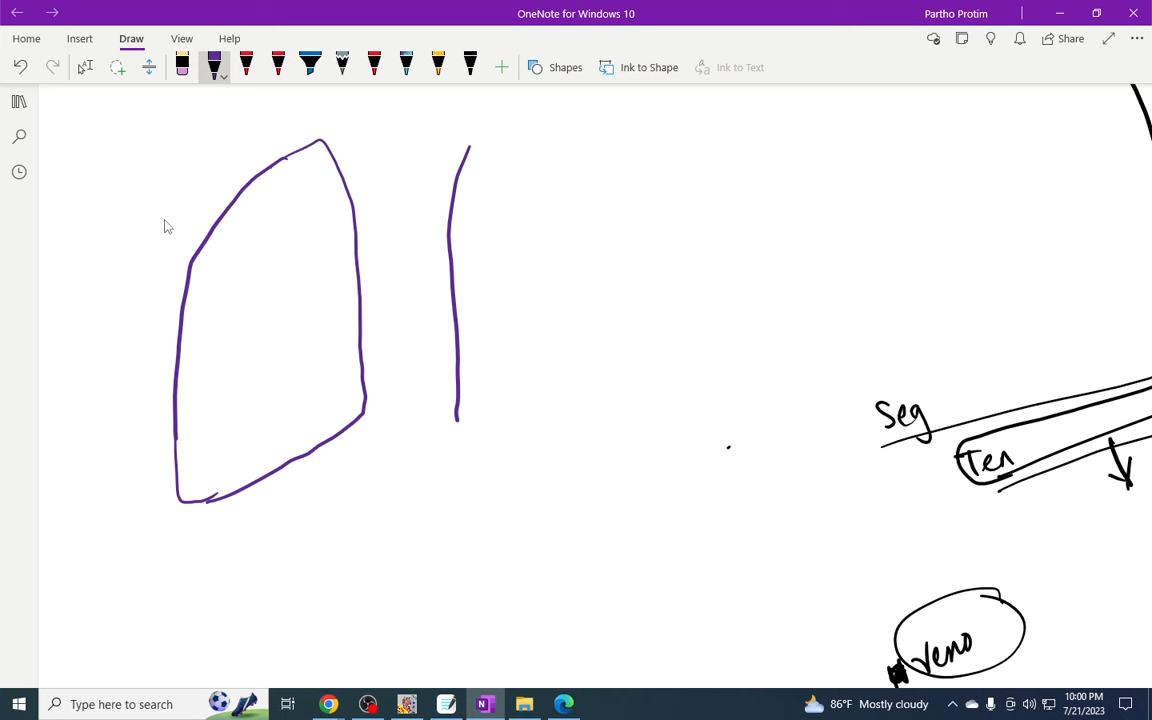 OneNote for Windows 10
Partho Protim
Home Insert Draw View Help
Share
Shapes Ink to Shape Ink to Text
Seg
Ten
veno
Type here to search
86°F Mostly cloudy
10:00 PM
7/21/2023